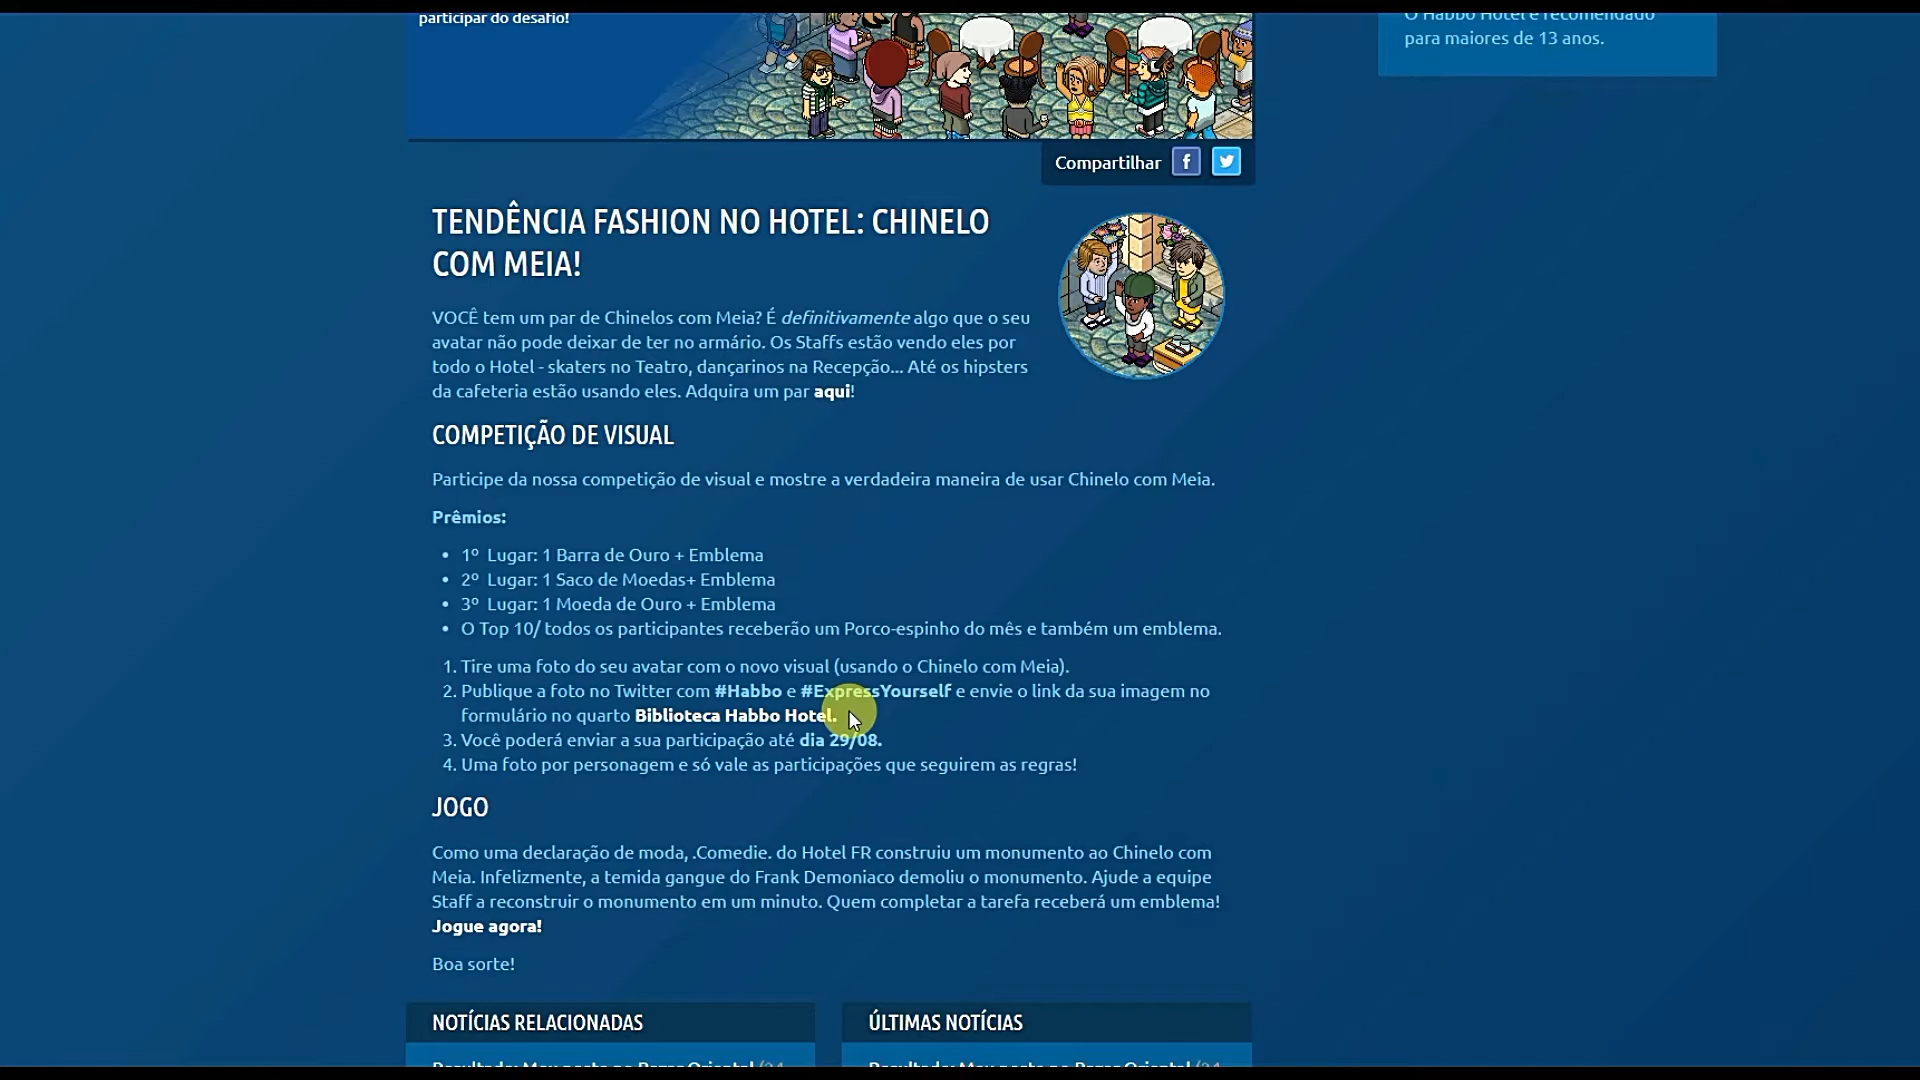 participar do desafio!
O Habbo Hotel é recomendado
para maiores de 13 anos.
Compartilhar
TENDÊNCIA FASHION NO HOTEL: CHINELO
COM MEIA!
VOCÊ tem um par de Chinelos com Meia? É definitivamente algo que o seu
avatar não pode deixar de ter no armário. Os Staffs estão vendo eles por
todo o Hotel - skaters no Teatro, dançarinos na Recepção... Até os hipsters
da cafeteria estão usando eles. Adquira um par aqui!
COMPETIÇÃO DE VISUAL
Participe da nossa competição de visual e mostre a verdadeira maneira de usar Chinelo com Meia.
Prêmios:
• 1º Lugar: 1 Barra de Ouro + Emblema
• 2º Lugar: 1 Saco de Moedas+ Emblema
• 3º Lugar: 1 Moeda de Ouro + Emblema
• O Top 10/ todos os participantes receberão um Porco-espinho do mês e também um emblema.
1. Tire uma foto do seu avatar com o novo visual (usando o Chinelo com Meia).
2. Publique a foto no Twitter com #Habbo e #ExpressYourself e envie o link da sua imagem no
formulário no quarto Biblioteca Habbo Hotel.
3. Você poderá enviar a sua participação até dia 29/08.
4. Uma foto por personagem e só vale as participações que seguirem as regras!
JOGO
Como uma declaração de moda, .Comedie. do Hotel FR construiu um monumento ao Chinelo com
Meia. Infelizmente, a temida gangue do Frank Demoniaco demoliu o monumento. Ajude a equipe
Staff a reconstruir o monumento em um minuto. Quem completar a tarefa receberá um emblema!
Jogue agora!
Boa sorte!
NOTÍCIAS RELACIONADAS
ÚLTIMAS NOTÍCIAS